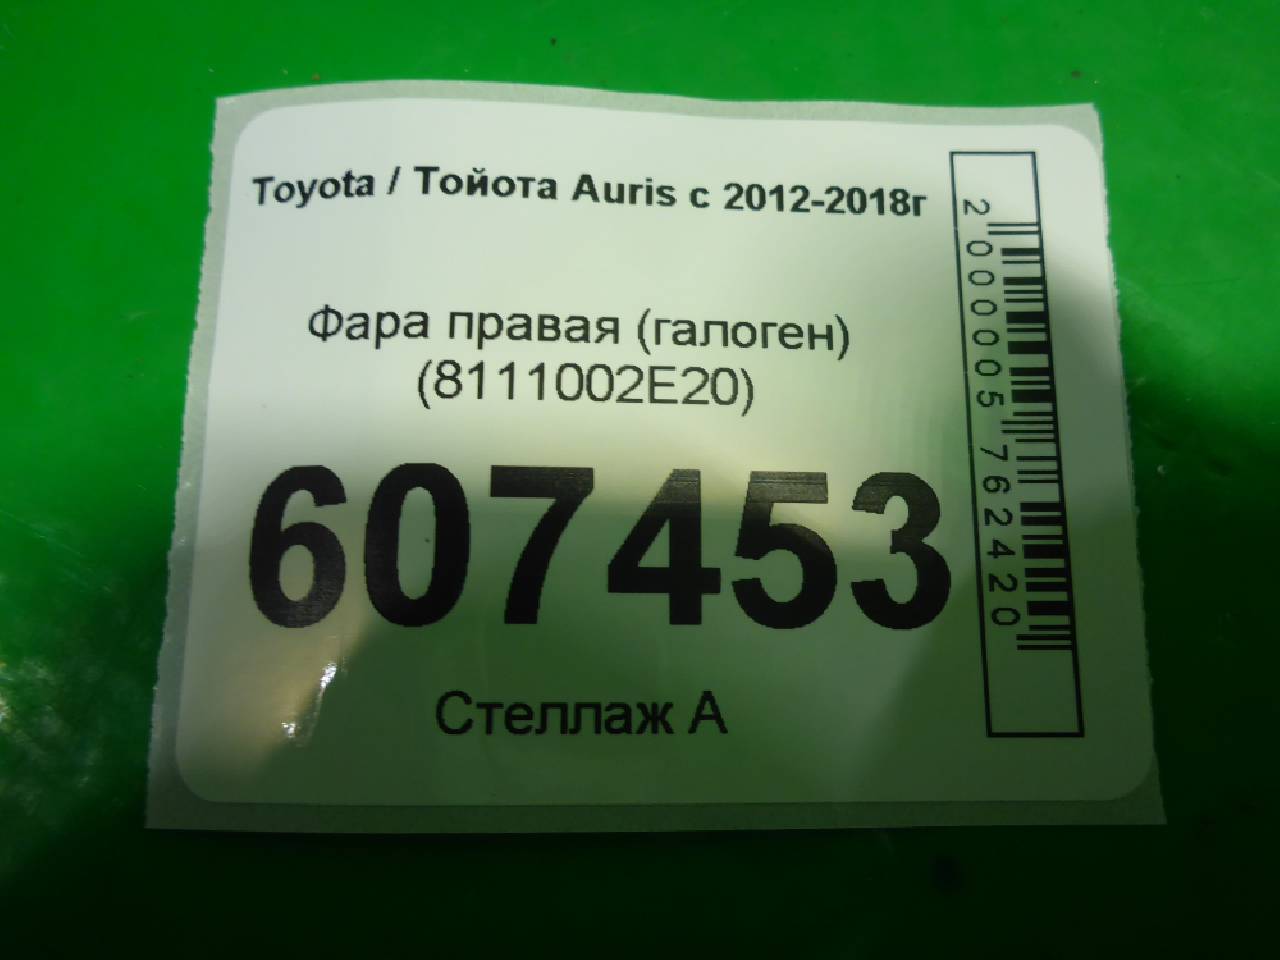 Toyota / Тойота Auris с 2012-2018г
Фара правая (галоген)
(8111002E20)
607453
Стеллаж А
2000005762420